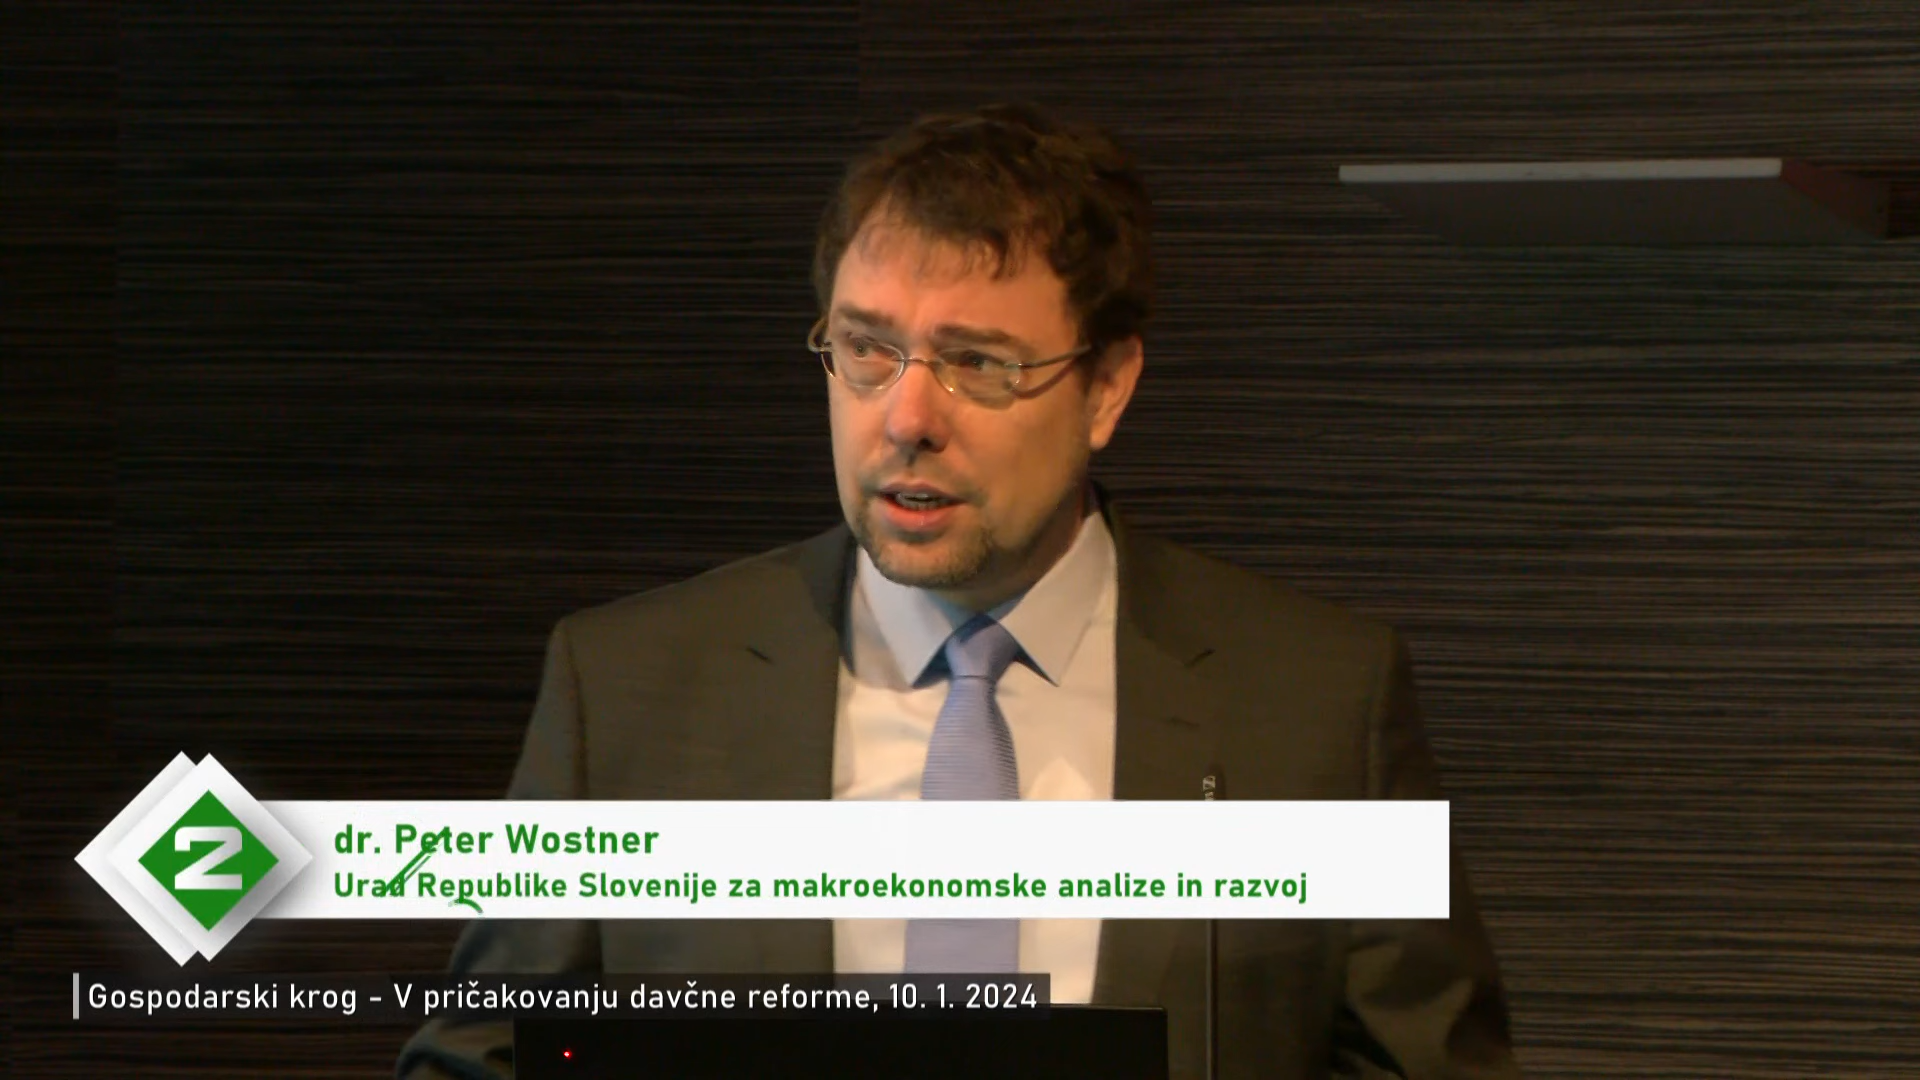 2
dr. Peter Wostner
Urad Republike Slovenije za makroekonomske analize in razvoj
Gospodarski krog - V pričakovanju davčne reforme, 10. 1. 2024